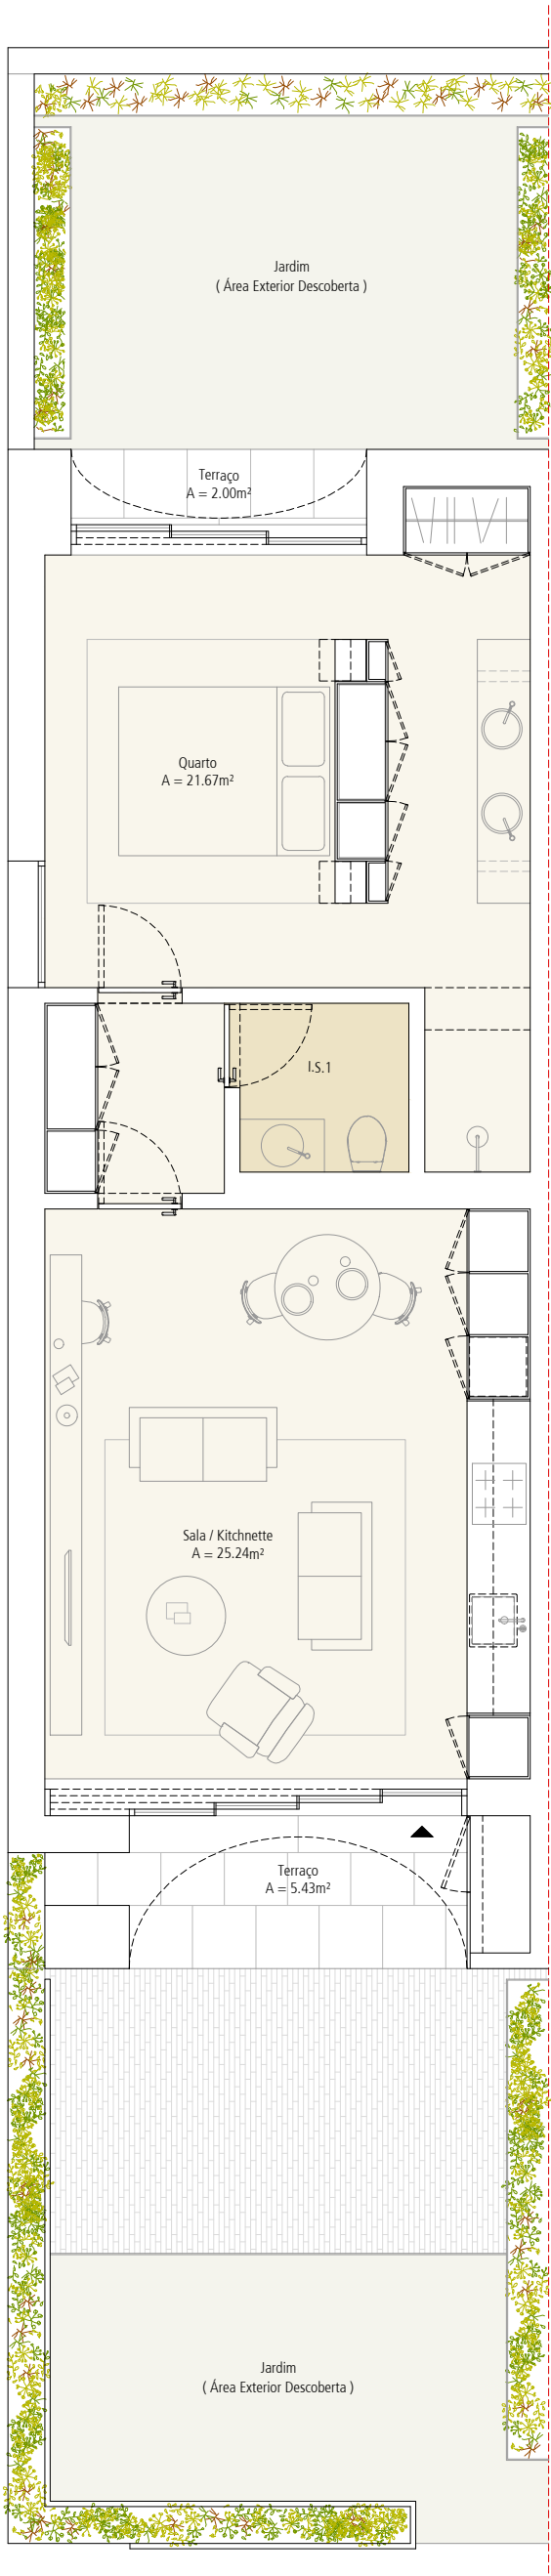 Jardim
( Área Exterior Descoberta )
Terraço
A = 2.00m²
Quarto
A = 21.67m²
I.S.1
Sala / Kitchnette
A = 25.24m²
Terraço
A = 5.43m²
Jardim
( Área Exterior Descoberta )